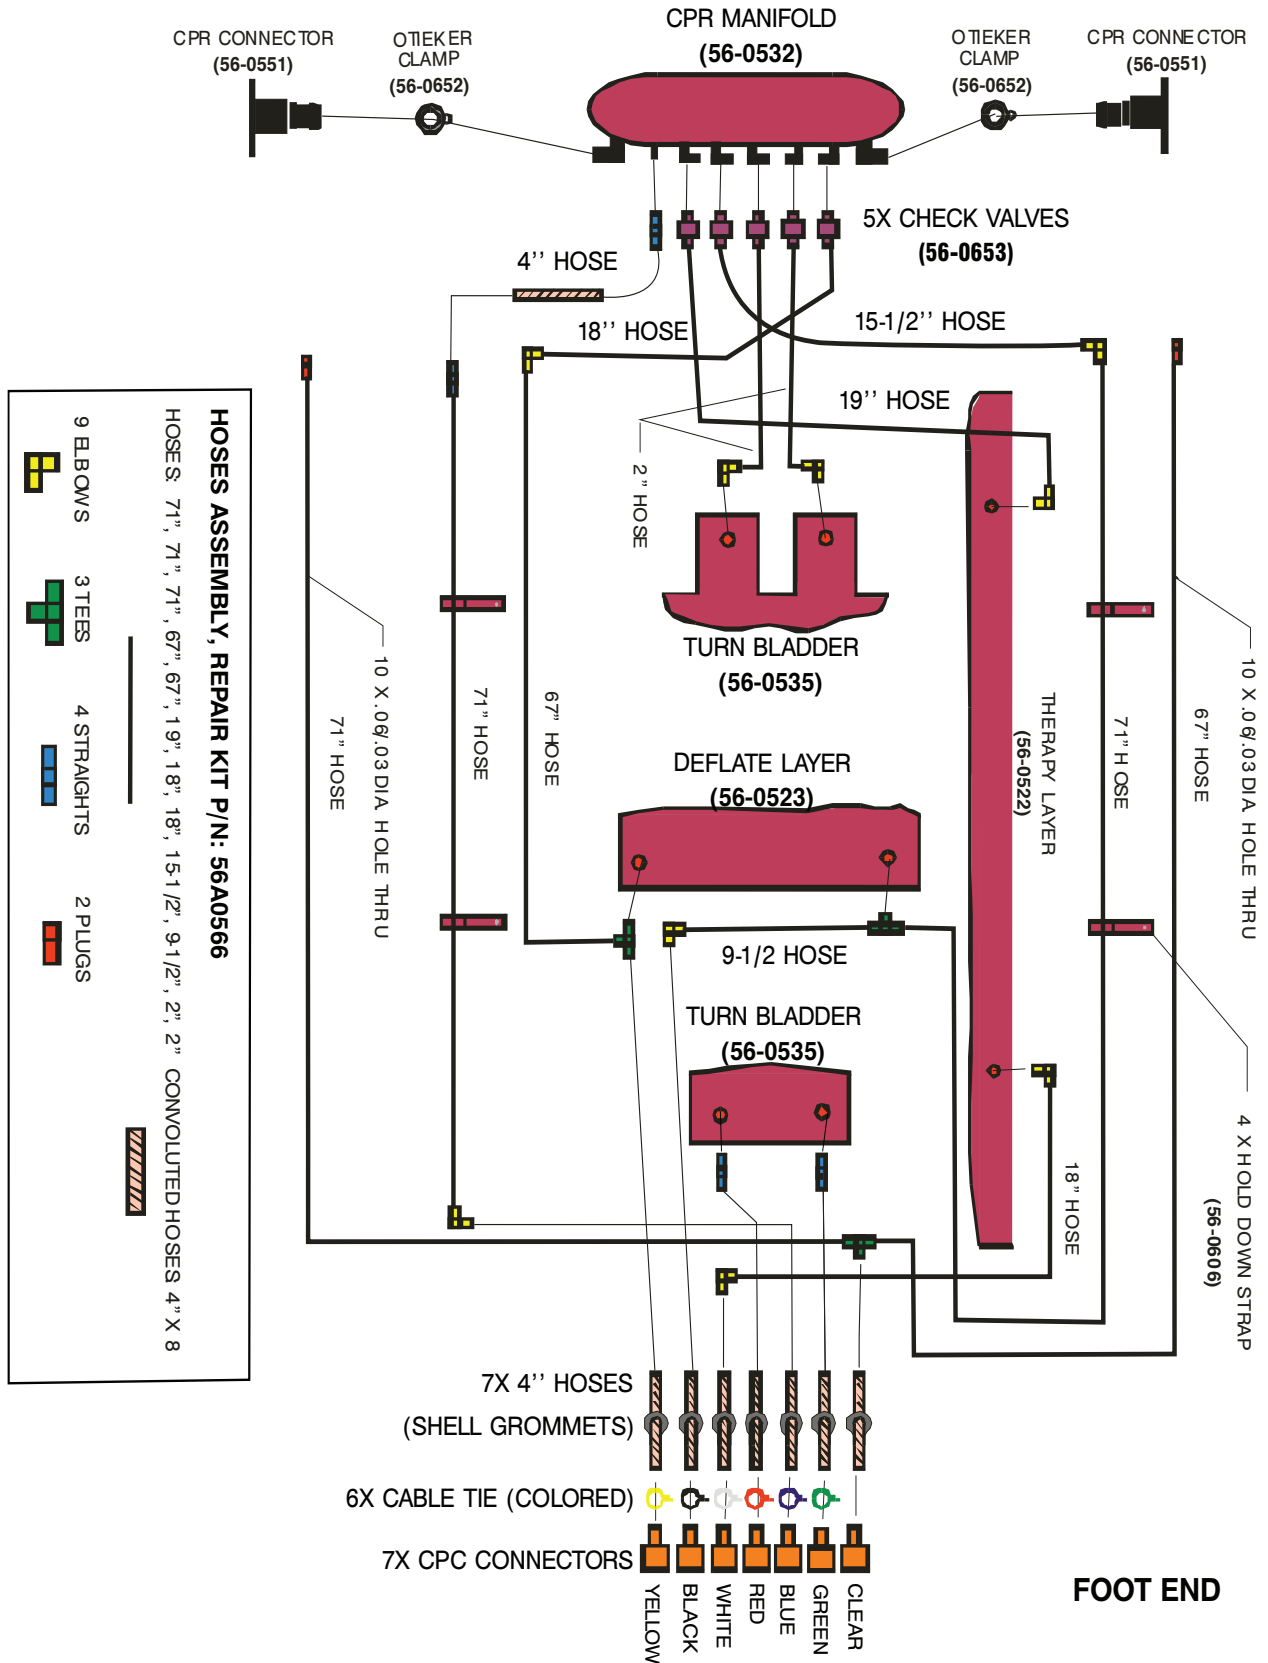 CPR MANIFOLD
(56-0532)
CPR CONNECTOR
(56-0551)
OTIEKER
CLAMP
(56-0652)
OTIEKER
CLAMP
(56-0652)
CPR CONNECTOR
(56-0551)
5X CHECK VALVES
(56-0653)
4'' HOSE
18'' HOSE
15-1/2'' HOSE
19'' HOSE
2" HOSE
TURN BLADDER
(56-0535)
THERAPY LAYER
(56-0522)
10 X .06/.03 DIA HOLE THRU
71" HOSE
71" HOSE
67" HOSE
71" HOSE
67" HOSE
10 X .06/.03 DIA HOLE THRU
DEFLATE LAYER
(56-0523)
9-1/2 HOSE
TURN BLADDER
(56-0535)
18" HOSE
4 X HOLD DOWN STRAP
(56-0606)
HOSES ASSEMBLY, REPAIR KIT P/N: 56A0566
HOSES: 71", 71", 71", 67", 67", 19", 18", 18", 15-1/2", 9-1/2", 2", 2" CONVOLUTED HOSES: 4" X 8
9 ELBOWS
3 TEES
4 STRAIGHTS
2 PLUGS
7X 4'' HOSES
(SHELL GROMMETS)
6X CABLE TIE (COLORED)
7X CPC CONNECTORS
YELLOW
BLACK
WHITE
RED
BLUE
GREEN
CLEAR
FOOT END